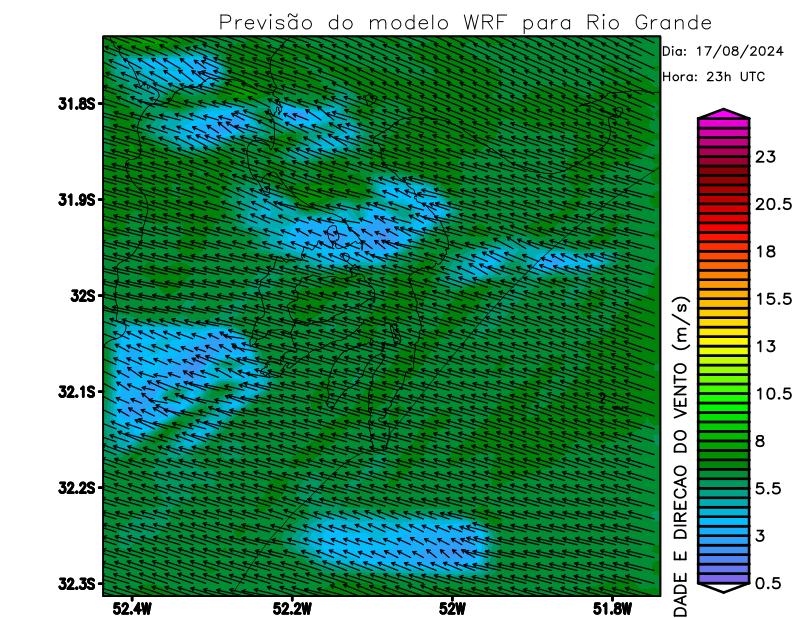 Previsão do modelo WRF para Rio Grande
Dia: 17/08/2024
Hora: 23h UTC
31.8S
31.9S
32S
32.1S
32.2S
32.3S
52.4W
52.2W
52W
51.8W
23
20.5
18
15.5
13
10.5
8
5.5
3
0.5
DADE E DIRECAO DO VENTO (m/s)